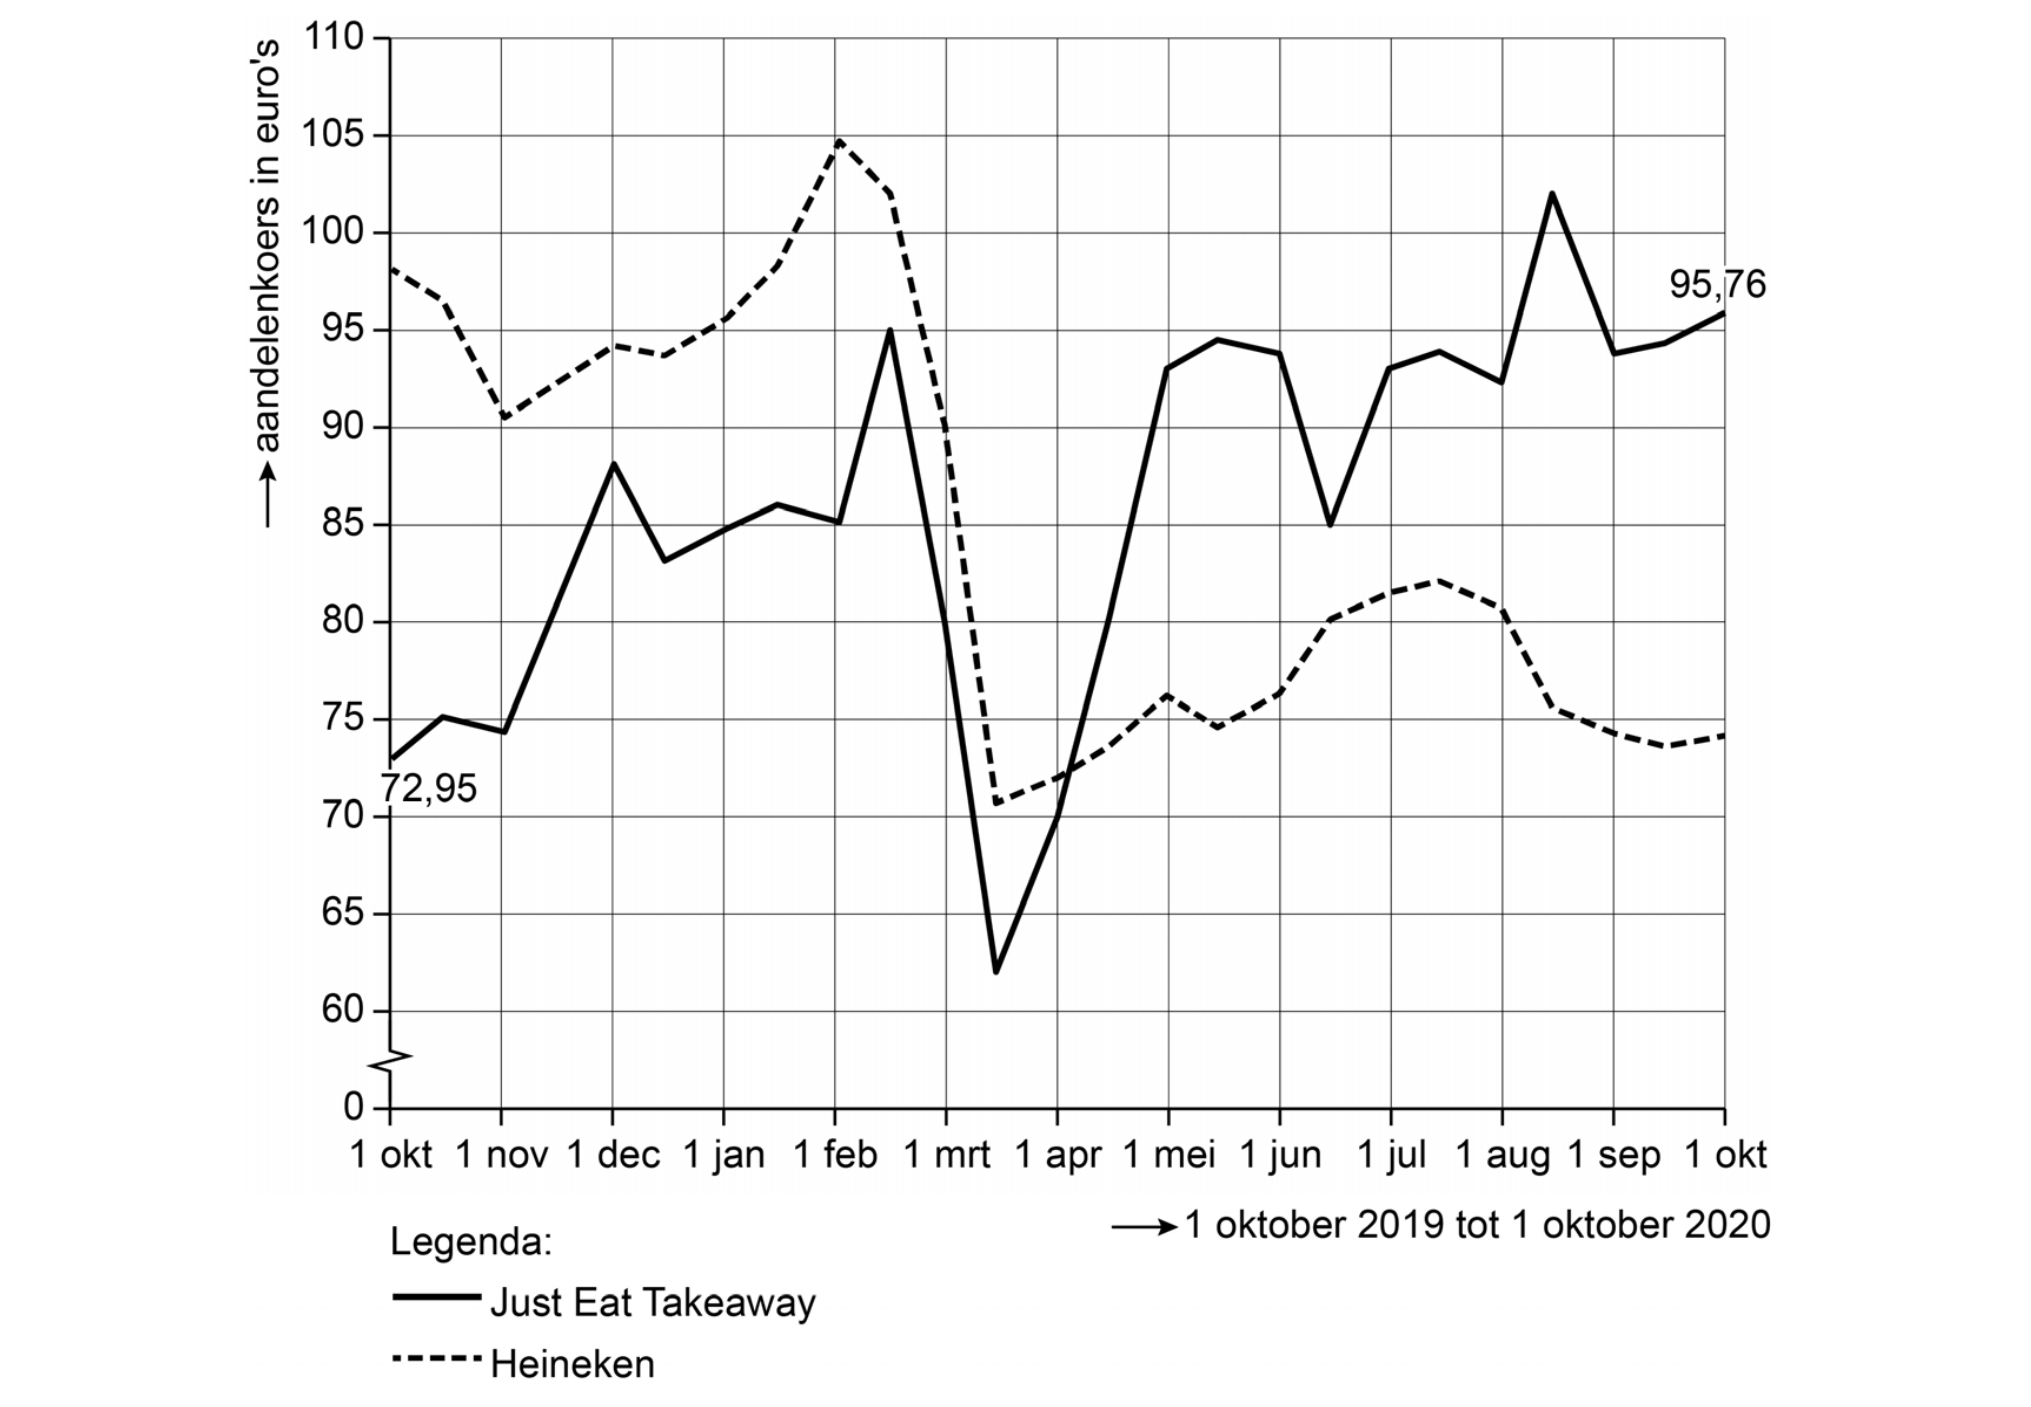 aandelenkoers in euro's
110
105
100
95
90
85
80
75
70
65
60
0
95,76
72,95
1 okt 1 nov 1 dec 1 jan 1 feb 1 mrt 1 apr 1 mei 1 jun 1 jul 1 aug 1 sep 1 okt
1 oktober 2019 tot 1 oktober 2020
Legenda:
Just Eat Takeaway
Heineken